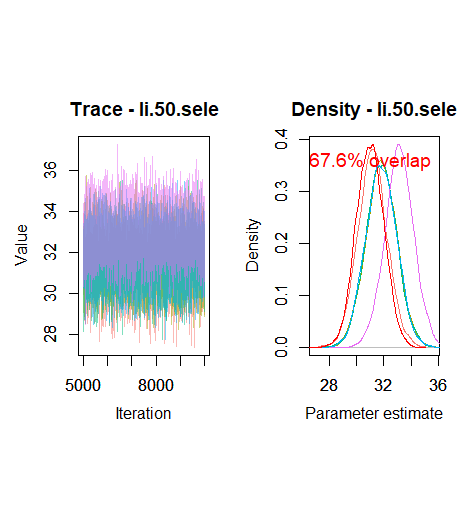 Trace - li.50.sele
Value
28
30
32
34
36
5000
8000
Iteration
Density - li.50.sele
67.6% overlap
Density
0.0
0.1
0.2
0.3
0.4
28
32
36
Parameter estimate